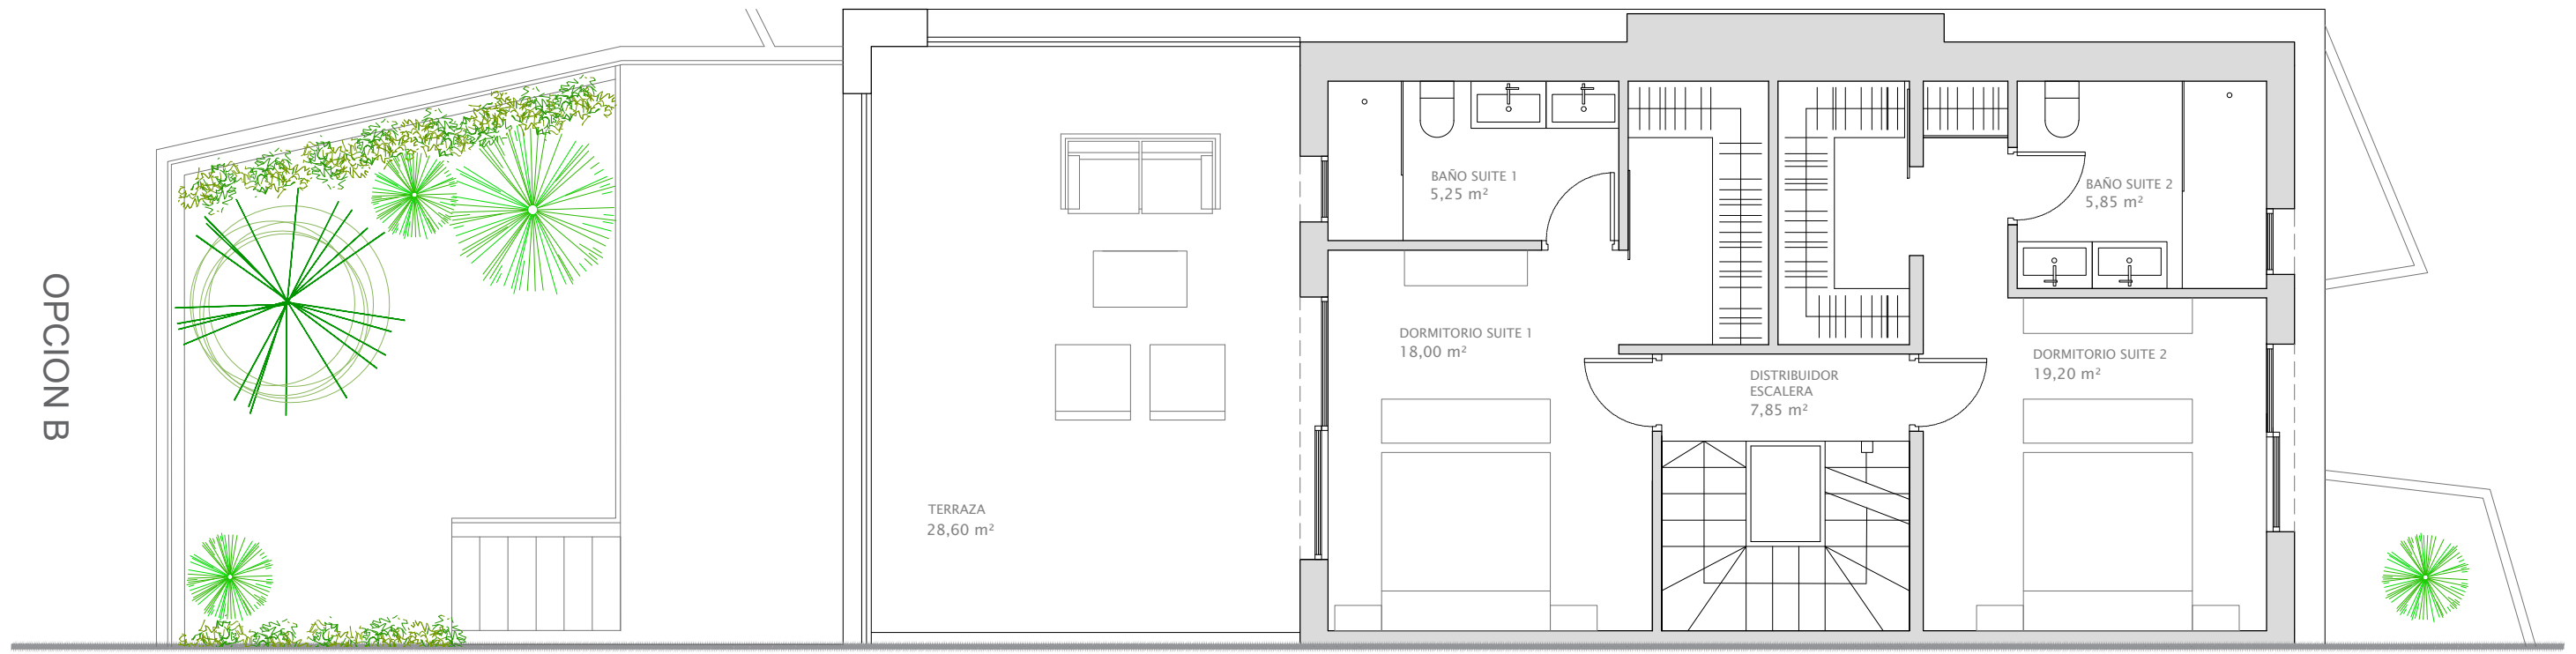 OPCION B
TERRAZA
28,60 m²
BAÑO SUITE 1
5,25 m²
DORMITORIO SUITE 1
18,00 m²
DISTRIBUIDOR
ESCALERA
7,85 m²
BAÑO SUITE 2
5,85 m²
DORMITORIO SUITE 2
19,20 m²